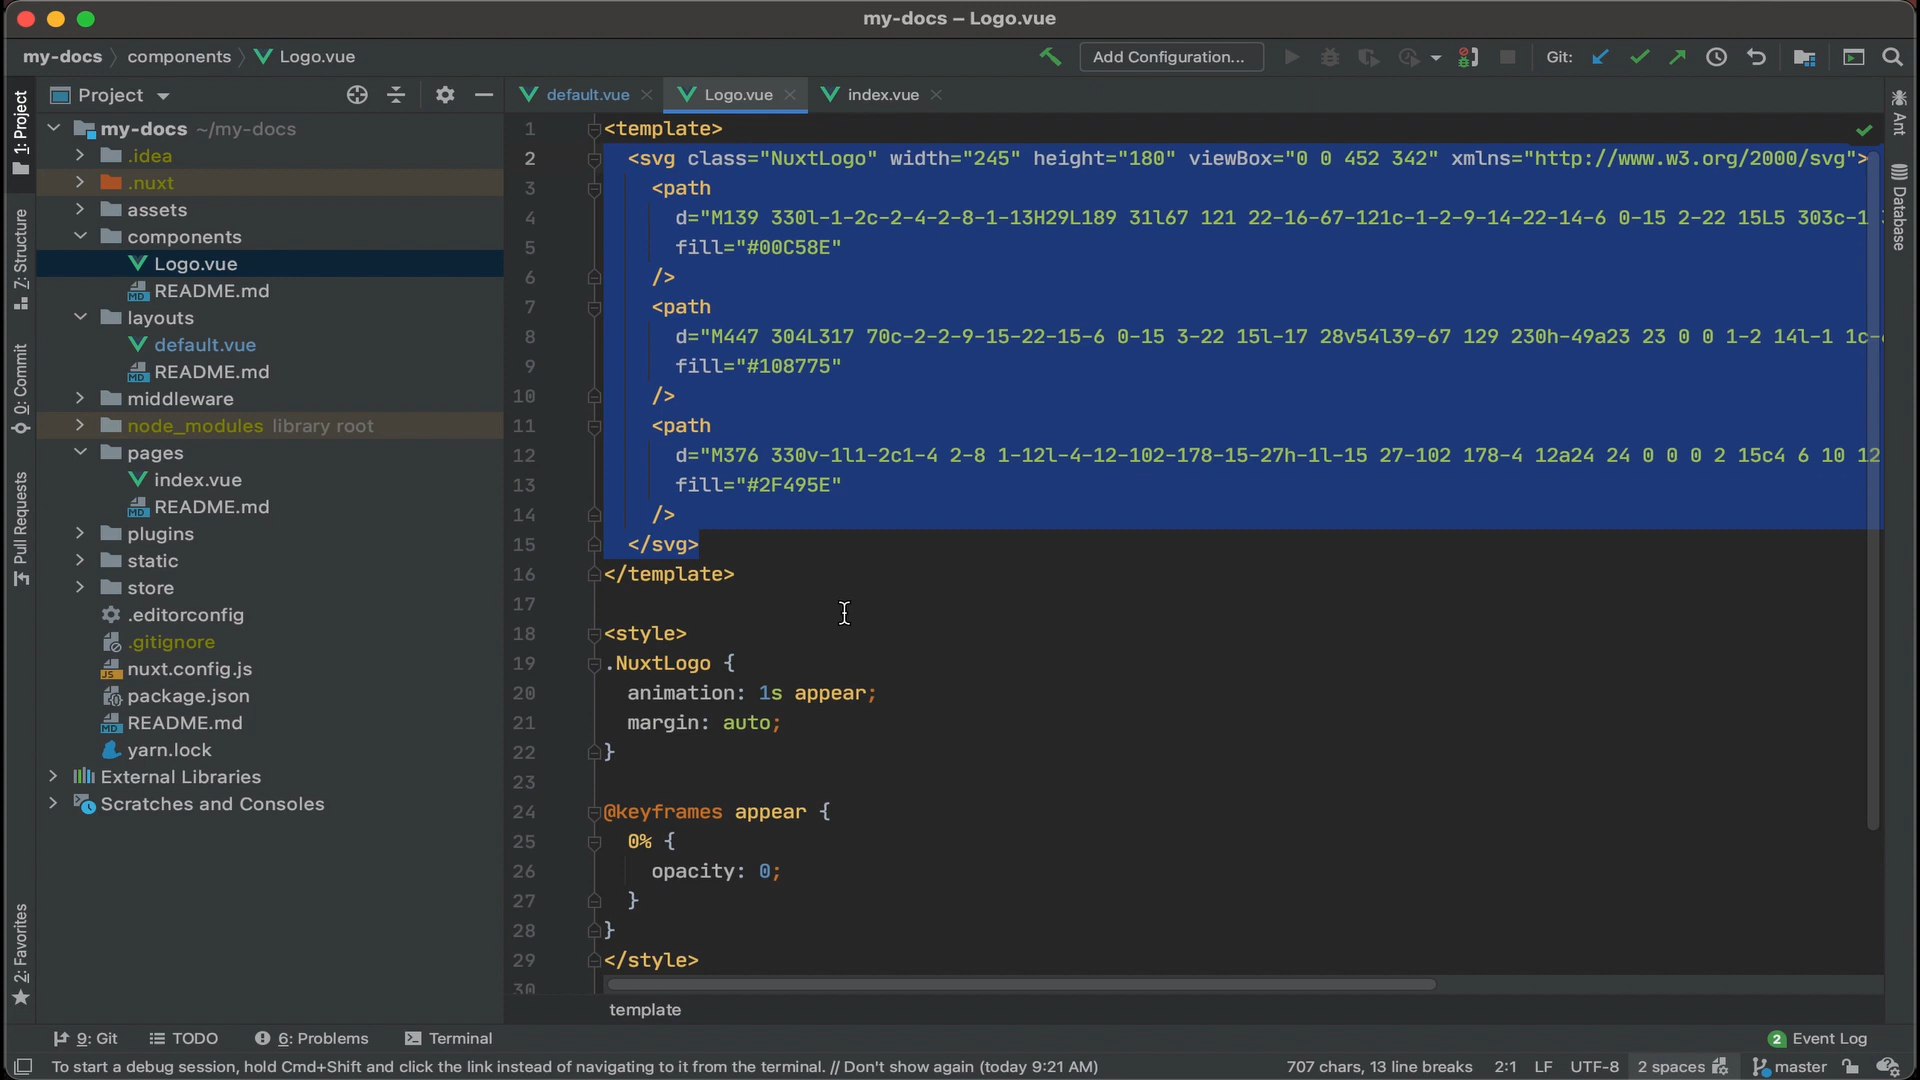 my-docs – Logo.vue
my-docs components Logo.vue
Add Configuration... Git:
1: Project
Z: Structure
0: Commit
Pull Requests
2: Favorites
Project
my-docs ~/my-docs
.idea
.nuxt
assets
components
Logo.vue
README.md
layouts
default.vue
README.md
middleware
node_modules library root
pages
index.vue
README.md
plugins
static
store
.editorconfig
.gitignore
nuxt.config.js
package.json
README.md
yarn.lock
External Libraries
Scratches and Consoles
default.vue Logo.vue index.vue
1 <template>
2 <svg class="NuxtLogo" width="245" height="180" viewBox="0 0 452 342" xmlns="http://www.w3.org/2000/svg">
3 <path
4 d="M139 330l-1-2c-2-4-2-8-1-13H29L189 31l67 121 22-16-67-121c-1-2-9-14-22-14-6 0-15 2-22 15L5 303c-1
5 fill="#00C58E"
6 />
7 <path
8 d="M447 304L317 70c-2-2-9-15-22-15-6 0-15 3-22 15l-17 28v54l39-67 129 230h-49a23 23 0 0 1-2 14l-1 1c-
9 fill="#108775"
10 />
11 <path
12 d="M376 330v-1l1-2c1-4 2-8 1-12l-4-12-102-178-15-27h-1l-15 27-102 178-4 12a24 24 0 0 0 2 15c4 6 10 12
13 fill="#2F495E"
14 />
15 </svg>
16 </template>
17
18 <style>
19 .NuxtLogo {
20 animation: 1s appear;
21 margin: auto;
22 }
23
24 @keyframes appear {
25 0% {
26 opacity: 0;
27 }
28 }
29 </style>
30
template
Ant
Database
9: Git TODO 6: Problems Terminal 2 Event Log
To start a debug session, hold Cmd+Shift and click the link instead of navigating to it from the terminal. // Don't show again (today 9:21 AM) 707 chars, 13 line breaks 2:1 LF UTF-8 2 spaces master